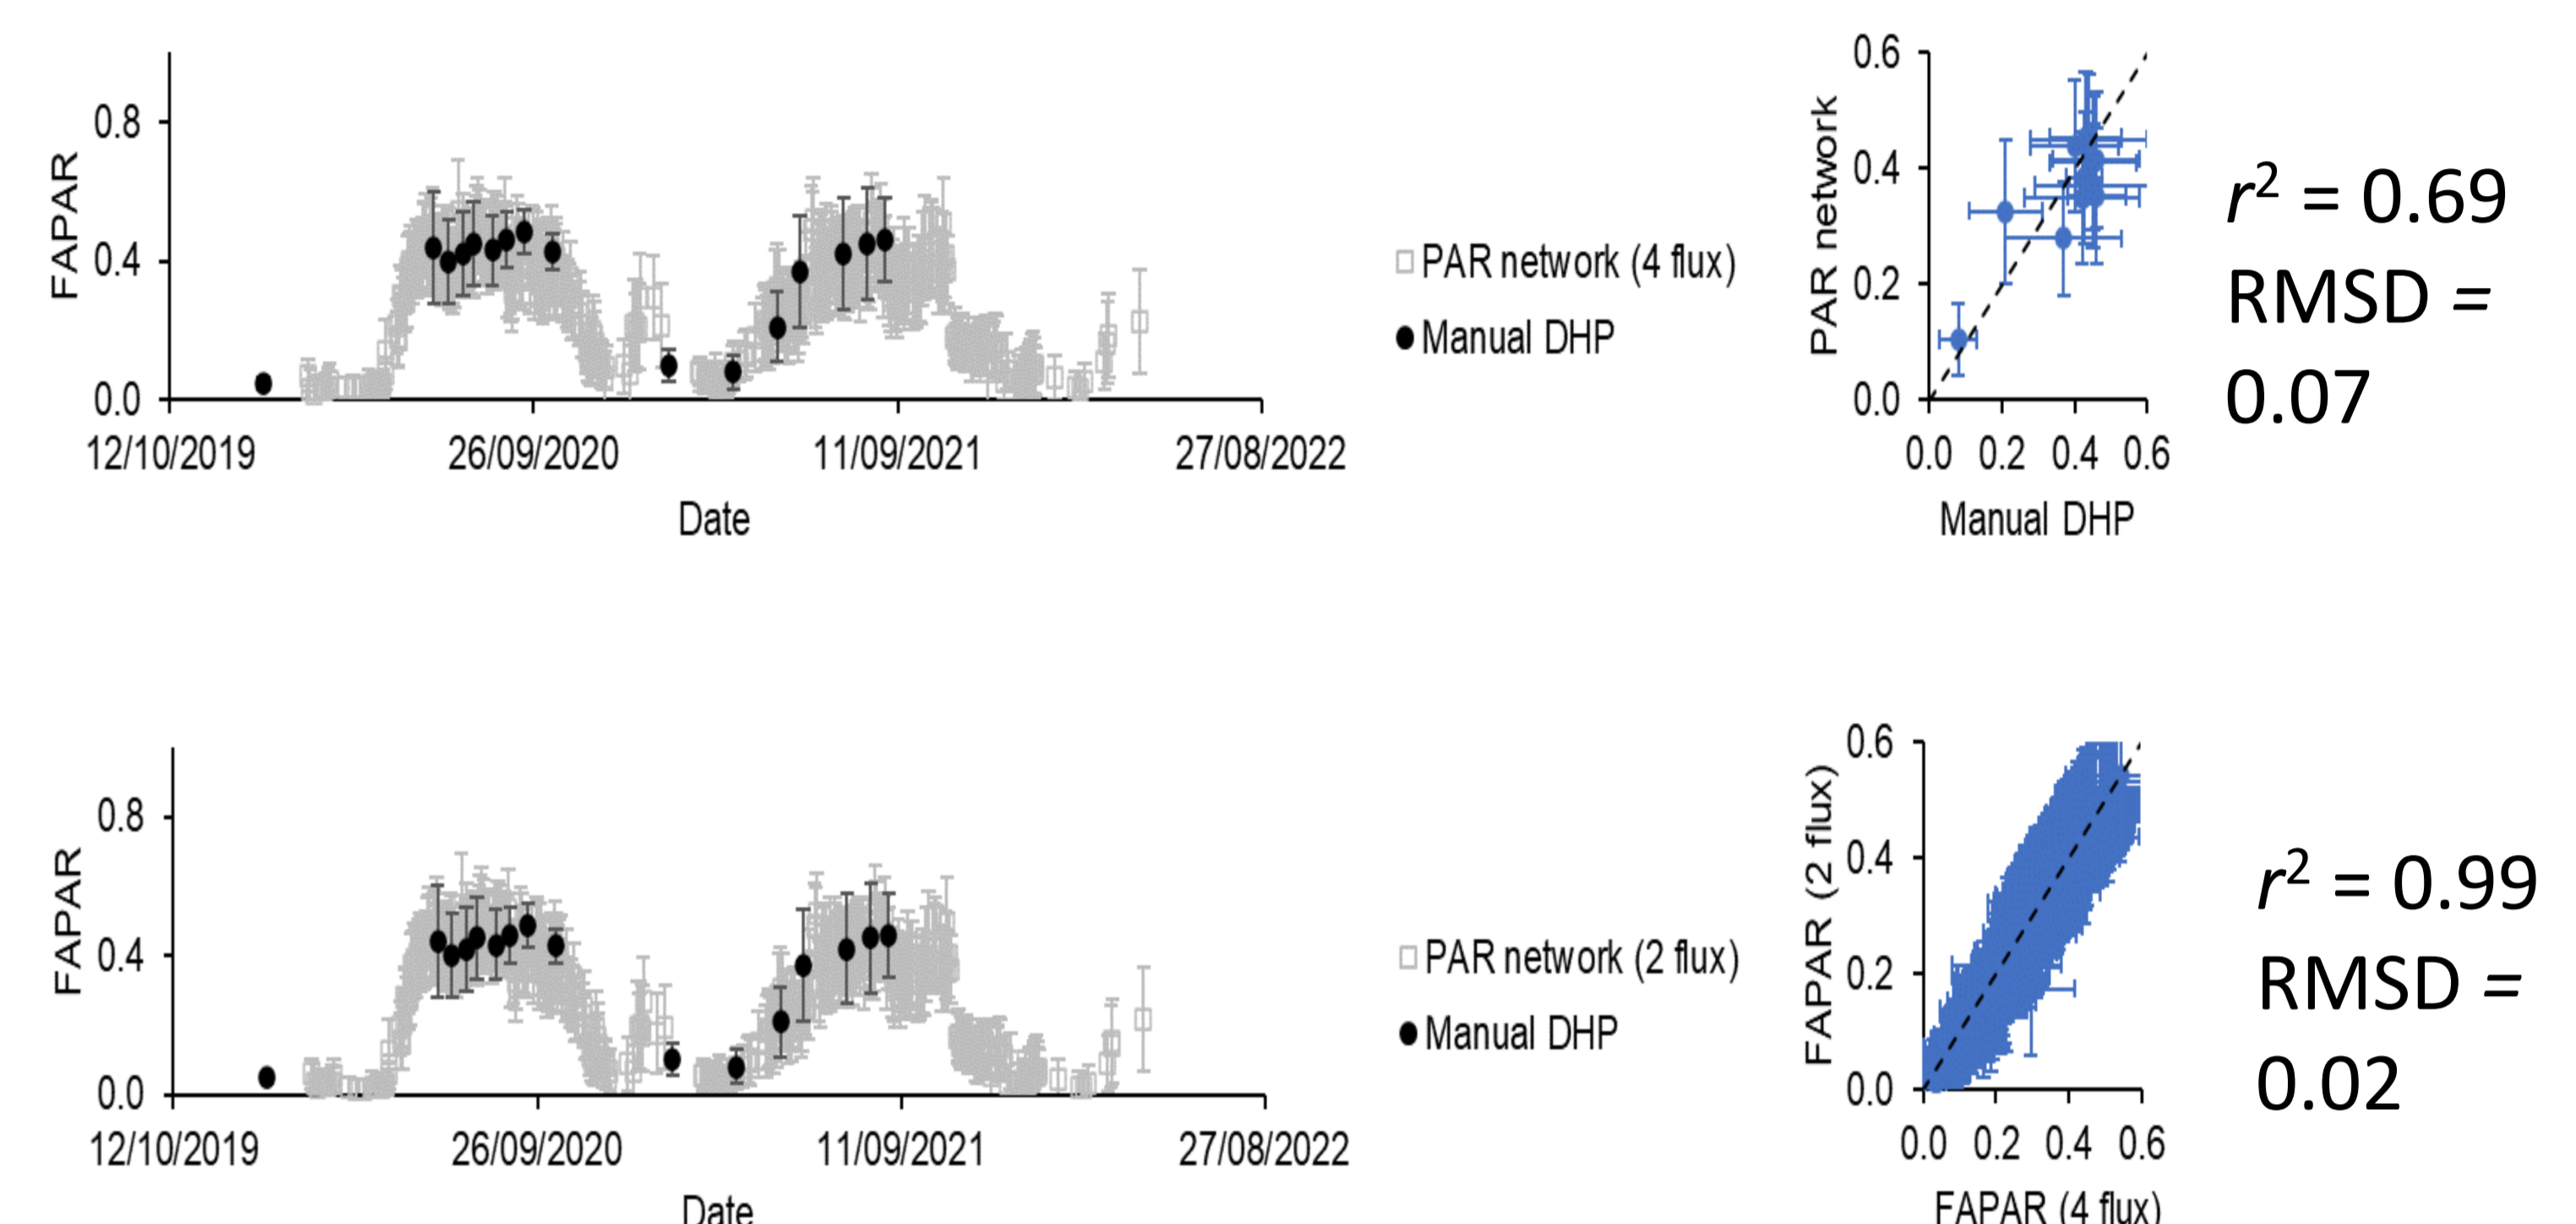 0.8
0.4
0.0
FAPAR
12/10/2019 26/09/2020 11/09/2021 27/08/2022
Date
PAR network (4 flux)
Manual DHP
0.6
0.4
0.2
0.0
PAR network
0.0 0.2 0.4 0.6
Manual DHP
r² = 0.69
RMSD =
0.07
0.8
0.4
0.0
FAPAR
12/10/2019 26/09/2020 11/09/2021 27/08/2022
Date
PAR network (2 flux)
Manual DHP
0.6
0.4
0.2
0.0
FAPAR (2 flux)
0.0 0.2 0.4 0.6
FAPAR (4 flux)
r² = 0.99
RMSD =
0.02